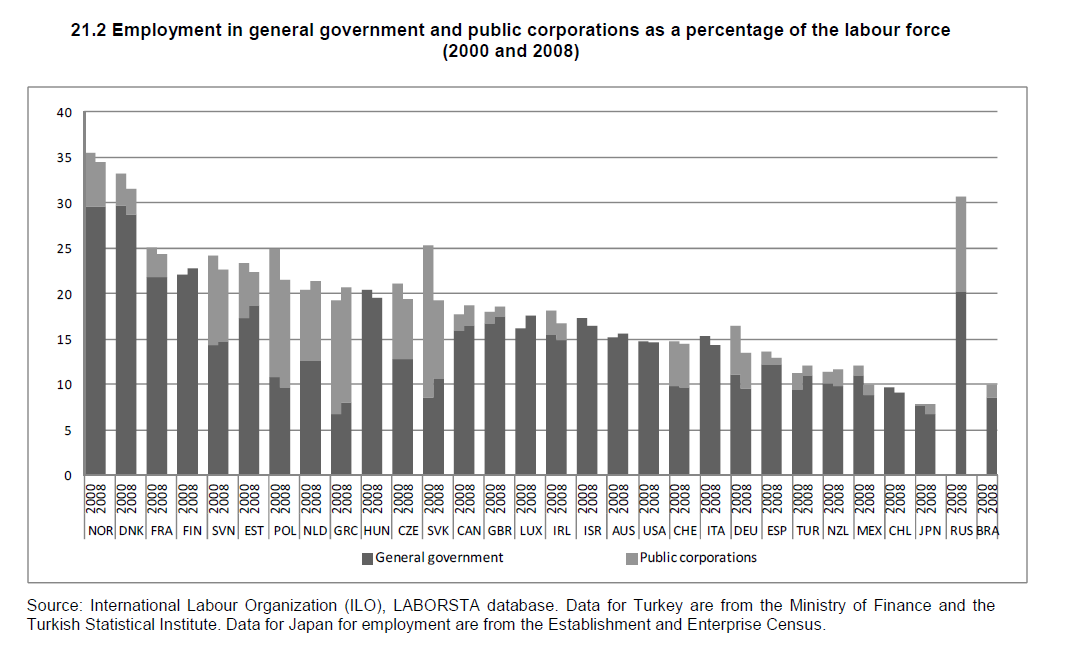 21.2 Employment in general government and public corporations as a percentage of the labour force
(2000 and 2008)
40
35
30
25
20
15
10
5
0
2000 2008 2000 2008 2000 2008 2000 2008 2000 2008 2000 2008 2000 2008 2000 2008 2000 2008 2000 2008 2000 2008 2000 2008 2000 2008 2000 2008 2000 2008 2000 2008 2000 2008 2000 2008 2000 2008 2000 2008 2000 2008 2000 2008 2000 2008 2000 2008 2000 2008 2000 2008 2000 2008 2000 2008 2000 2008 2000 2008
NOR DNK FRA FIN SVN EST POL NLD GRC HUN CZE SVK CAN GBR LUX IRL ISR AUS USA CHE ITA DEU ESP TUR NZL MEX CHL JPN RUS BRA
General government Public corporations
Source: International Labour Organization (ILO), LABORSTA database. Data for Turkey are from the Ministry of Finance and the
Turkish Statistical Institute. Data for Japan for employment are from the Establishment and Enterprise Census.